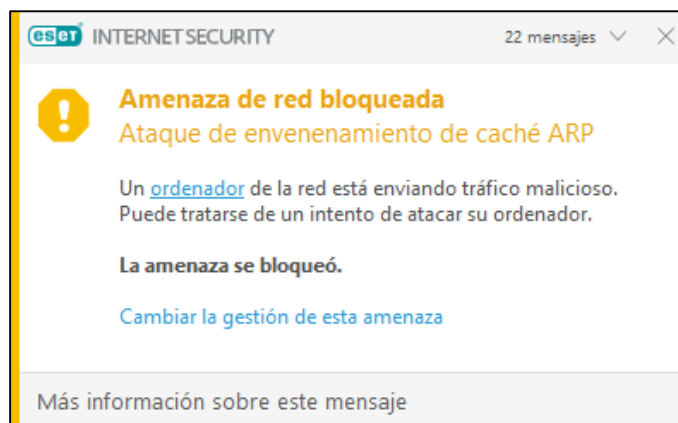 eseT INTERNET SECURITY 22 mensajes
Amenaza de red bloqueada
Ataque de envenenamiento de caché ARP
Un ordenador de la red está enviando tráfico malicioso.
Puede tratarse de un intento de atacar su ordenador.
La amenaza se bloqueó.
Cambiar la gestión de esta amenaza
Más información sobre este mensaje